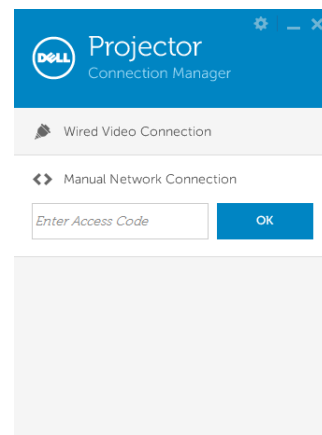 DELL
Projector
Connection Manager
Wired Video Connection
Manual Network Connection
Enter Access Code
OK